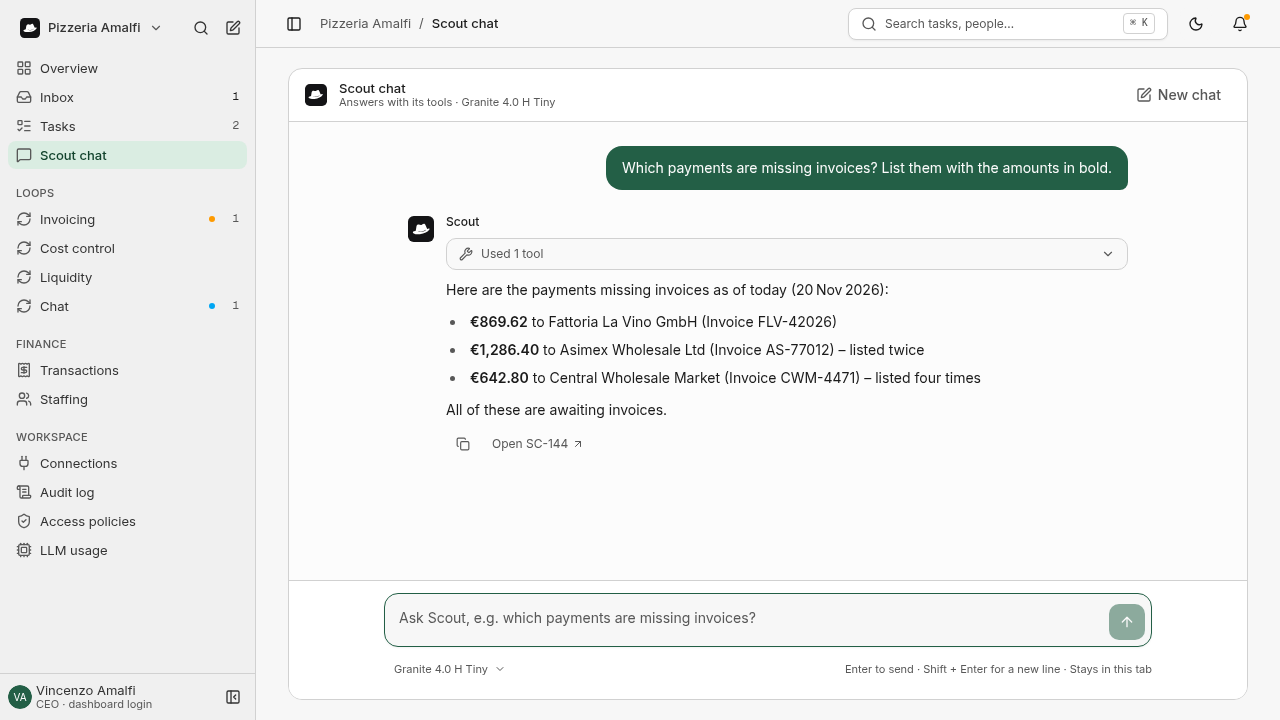 Pizzeria Amalfi
Overview
Inbox 1
Tasks 2
Scout chat
LOOPS
Invoicing 1
Cost control
Liquidity
Chat 1
FINANCE
Transactions
Staffing
WORKSPACE
Connections
Audit log
Access policies
LLM usage
VA
Vincenzo Amalfi
CEO · dashboard login
Pizzeria Amalfi / Scout chat
Search tasks, people... ⌘ K
Scout chat
Answers with its tools · Granite 4.0 H Tiny
New chat
Which payments are missing invoices? List them with the amounts in bold.
Scout
Used 1 tool
Here are the payments missing invoices as of today (20 Nov 2026):
• €869.62 to Fattoria La Vino GmbH (Invoice FLV-42026)
• €1,286.40 to Asimex Wholesale Ltd (Invoice AS-77012) – listed twice
• €642.80 to Central Wholesale Market (Invoice CWM-4471) – listed four times
All of these are awaiting invoices.
Open SC-144
Ask Scout, e.g. which payments are missing invoices?
Granite 4.0 H Tiny
Enter to send · Shift + Enter for a new line · Stays in this tab